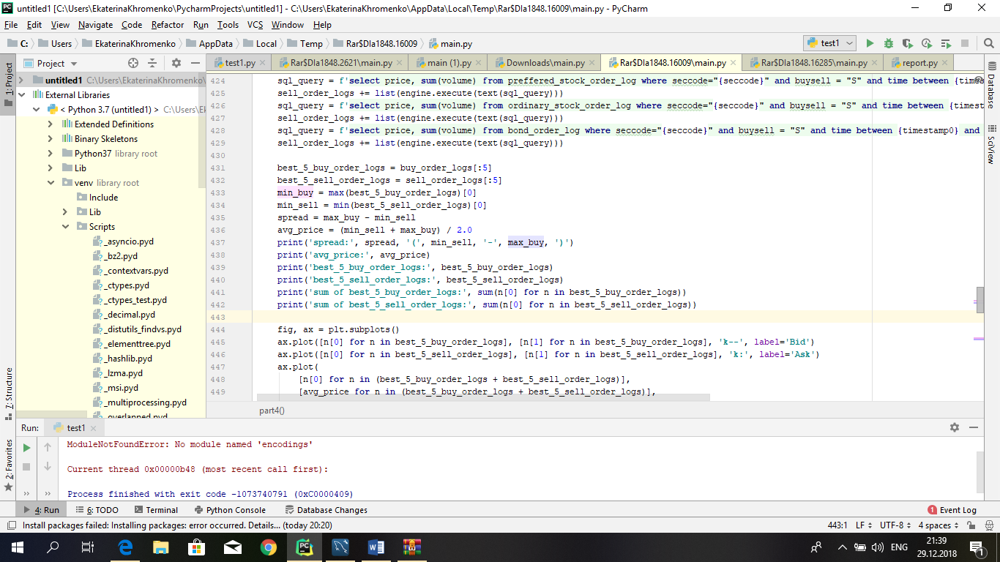 untitled1 [C:\Users\EkaterinaKhromenko\PycharmProjects\untitled1] - C:\Users\EkaterinaKhromenko\AppData\Local\Temp\Rar$DIa1848.16009\main.py - PyCharm
File Edit View Navigate Code Refactor Run Tools VCS Window Help
C: Users EkaterinaKhromenko AppData Local Temp Rar$DIa1848.16009 main.py test1
Project test1.py Rar$DIa1848.2621\main.py main (1).py Downloads\main.py Rar$DIa1848.16009\main.py Rar$DIa1848.16285\main.py report.py
1: Project
7: Structure
2: Favorites
untitled1 C:\Users\EkaterinaKhromenko\
External Libraries
< Python 3.7 (untitled1) > C:\Users\E
Extended Definitions
Binary Skeletons
Python37 library root
Lib
venv library root
Include
Lib
Scripts
_asyncio.pyd
_bz2.pyd
_contextvars.pyd
_ctypes.pyd
_ctypes_test.pyd
_decimal.pyd
_distutils_findvs.pyd
_elementtree.pyd
_hashlib.pyd
_lzma.pyd
_msi.pyd
_multiprocessing.pyd
_overlapped.pyd
424 sql_query = f'select price, sum(volume) from preffered_stock_order_log where seccode="{seccode}" and buysell = "S" and time between {times
425 sell_order_logs += list(engine.execute(text(sql_query)))
426 sql_query = f'select price, sum(volume) from ordinary_stock_order_log where seccode="{seccode}" and buysell = "S" and time between {timest
427 sell_order_logs += list(engine.execute(text(sql_query)))
428 sql_query = f'select price, sum(volume) from bond_order_log where seccode="{seccode}" and buysell = "S" and time between {timestamp0} and
429 sell_order_logs += list(engine.execute(text(sql_query)))
430
431 best_5_buy_order_logs = buy_order_logs[:5]
432 best_5_sell_order_logs = sell_order_logs[:5]
433 min_buy = max(best_5_buy_order_logs)[0]
434 min_sell = min(best_5_sell_order_logs)[0]
435 spread = max_buy - min_sell
436 avg_price = (min_sell + max_buy) / 2.0
437 print('spread:', spread, '(', min_sell, '-', max_buy, ')')
438 print('avg_price:', avg_price)
439 print('best_5_buy_order_logs:', best_5_buy_order_logs)
440 print('best_5_sell_order_logs:', best_5_sell_order_logs)
441 print('sum of best_5_buy_order_logs:', sum(n[0] for n in best_5_buy_order_logs))
442 print('sum of best_5_sell_order_logs:', sum(n[0] for n in best_5_sell_order_logs))
443
444 fig, ax = plt.subplots()
445 ax.plot([n[0] for n in best_5_buy_order_logs], [n[1] for n in best_5_buy_order_logs], 'k--', label='Bid')
446 ax.plot([n[0] for n in best_5_sell_order_logs], [n[1] for n in best_5_sell_order_logs], 'k:', label='Ask')
447 ax.plot(
448 [n[0] for n in (best_5_buy_order_logs + best_5_sell_order_logs)],
449 [avg_price for n in (best_5_buy_order_logs + best_5_sell_order_logs)],
part4()
Database
SciView
Run: test1
ModuleNotFoundError: No module named 'encodings'
Current thread 0x00000b48 (most recent call first):
Process finished with exit code -1073740791 (0xC0000409)
4: Run 6: TODO Terminal Python Console Database Changes 1 Event Log
Install packages failed: Installing packages: error occurred. Details... (today 20:20) 443:1 LF UTF-8 4 spaces
ENG 21:39
29.12.2018 1